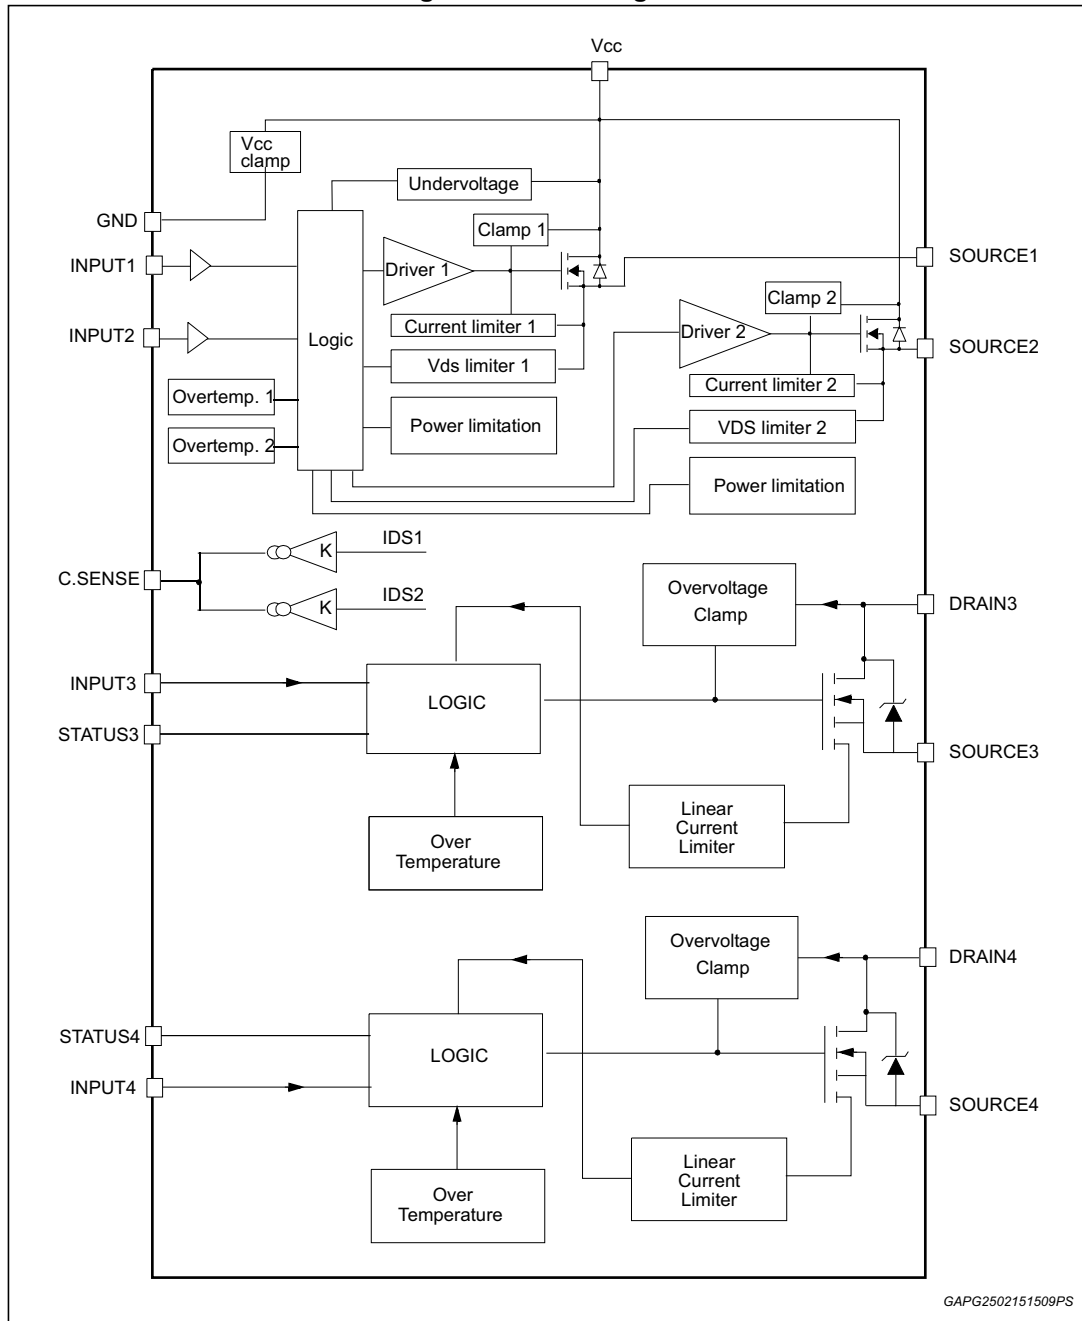 Vcc
Vcc
clamp
Undervoltage
GND
Clamp 1
INPUT1
Driver 1
SOURCE1
Clamp 2
INPUT2
Logic
Current limiter 1
Driver 2
SOURCE2
Vds limiter 1
Current limiter 2
Overtemp. 1
Power limitation
VDS limiter 2
Overtemp. 2
Power limitation
K
IDS1
C.SENSE
K
IDS2
Overvoltage
Clamp
DRAIN3
INPUT3
LOGIC
STATUS3
SOURCE3
Linear
Current
Limiter
Over
Temperature
Overvoltage
Clamp
DRAIN4
STATUS4
LOGIC
INPUT4
SOURCE4
Linear
Current
Limiter
Over
Temperature
GAPG2502151509PS